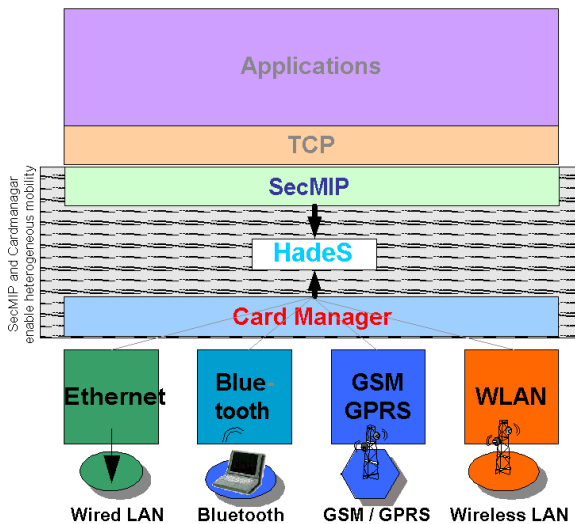 Applications
TCP
SecMIP
SecMIP and Cardmanagar
enable heterogeneous mobility
HadeS
Card Manager
Ethernet
Blue-
tooth
GSM
GPRS
WLAN
Wired LAN
Bluetooth
GSM / GPRS
Wireless LAN